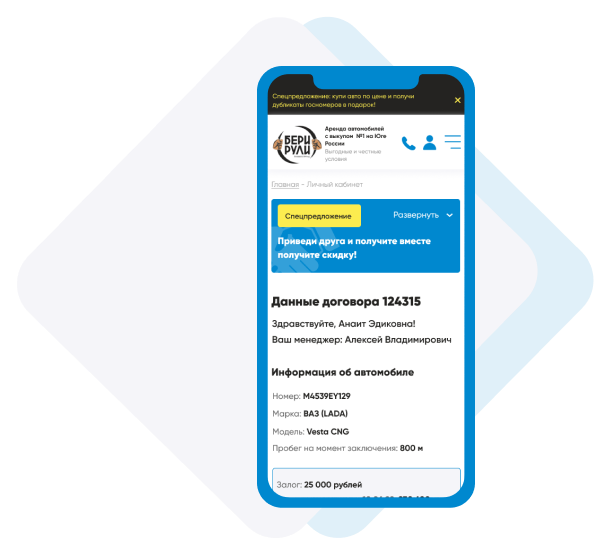 Спецпредложение: купи авто по цене и получи
дубликаты госномеров в подарок!
БЕРИ
РУЛИ
Аренда автомобилей
с выкупом №1 на Юге
России
Выгодные и честные
условия
Главная - Личный кабинет
Спецпредложение
Развернуть
Приведи друга и получите вместе
получите скидку!
Данные договора 124315
Здравствуйте, Анаит Эдиковна!
Ваш менеджер: Алексей Владимирович
Информация об автомобиле
Номер: М4539ЕУ129
Марка: ВАЗ (LADA)
Модель: Vesta CNG
Пробег на момент заключения: 800 м
Залог: 25 000 рублей